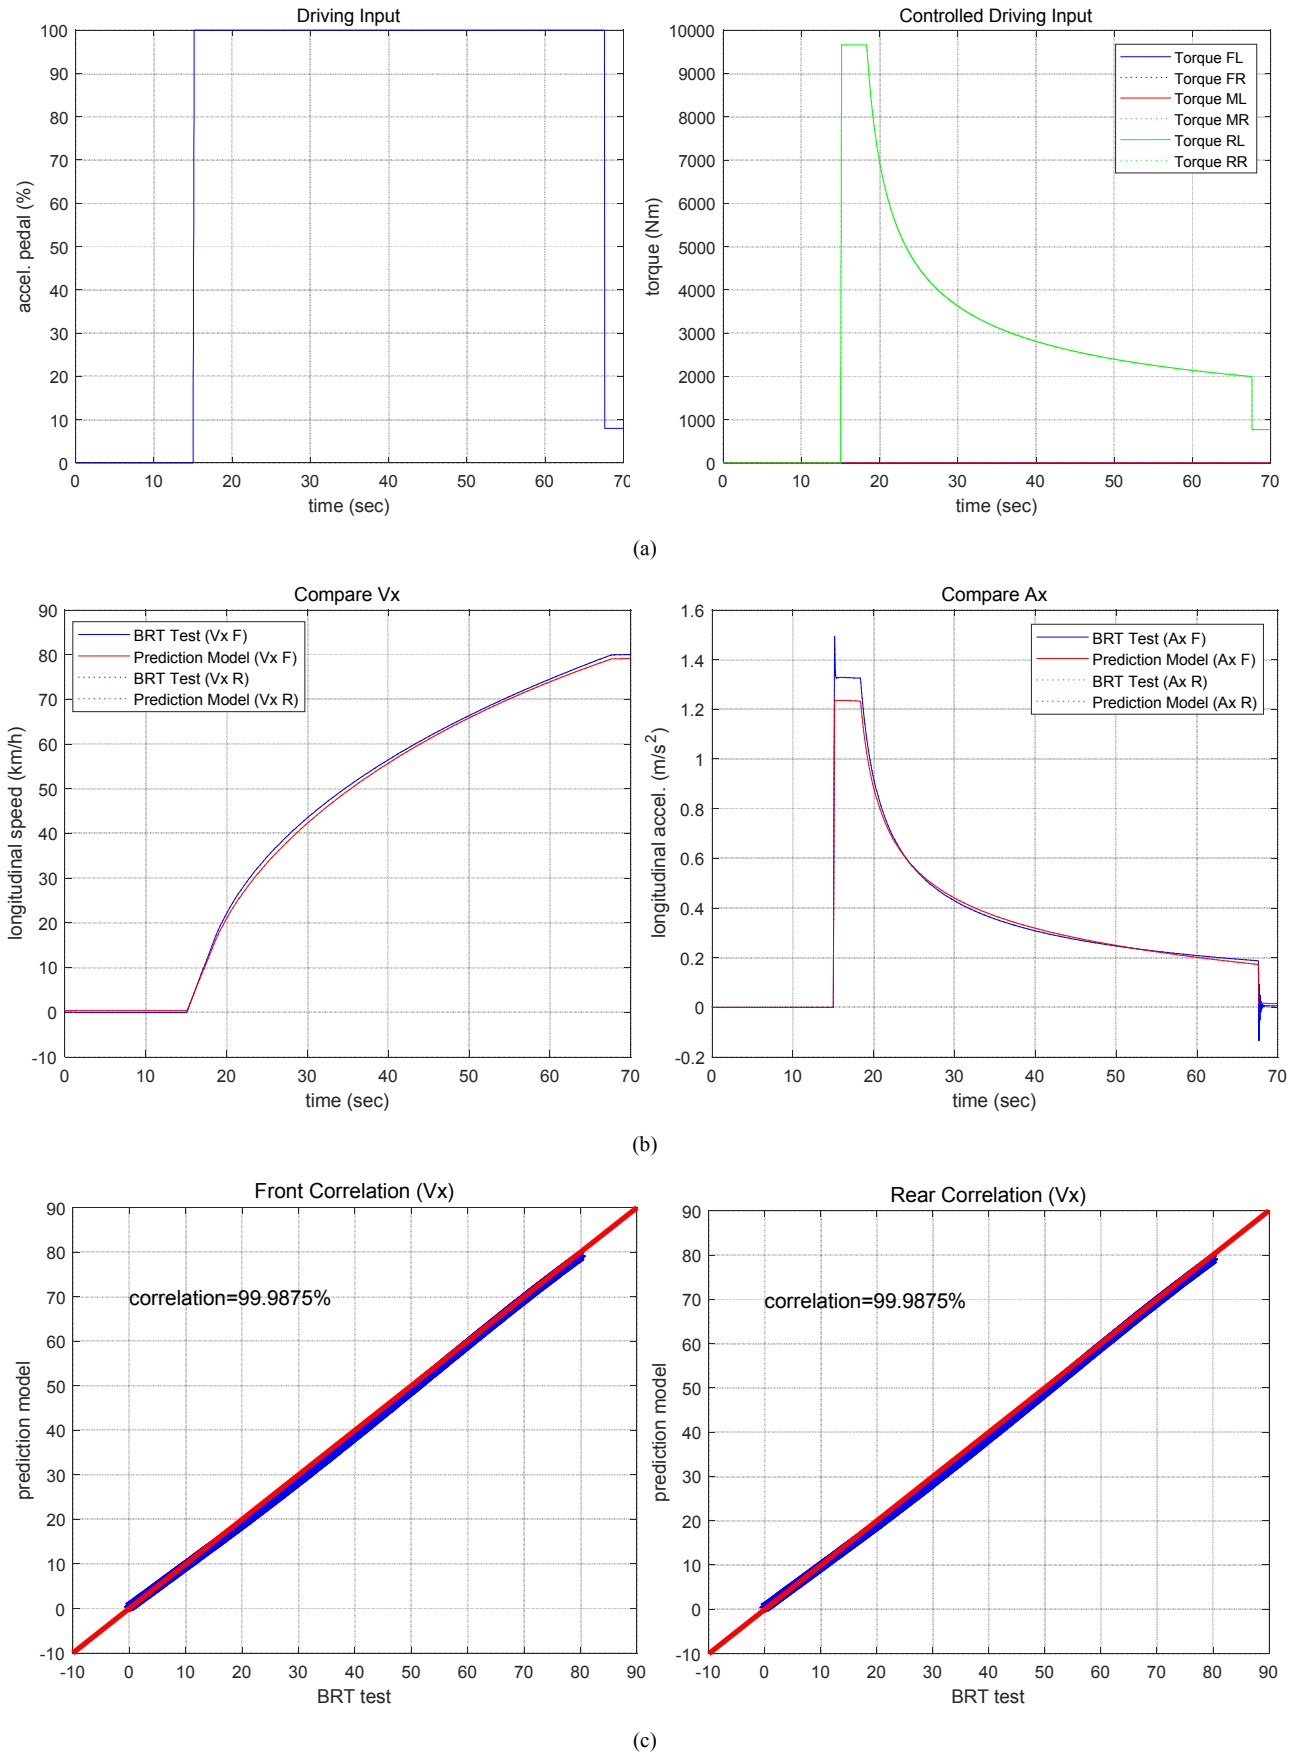 Driving Input
100
90
80
70
60
50
40
30
20
10
0
accel. pedal (%)
0 10 20 30 40 50 60 70
time (sec)
Controlled Driving Input
10000
9000
8000
7000
6000
5000
4000
3000
2000
1000
0
torque (Nm)
Torque FL
Torque FR
Torque ML
Torque MR
Torque RL
Torque RR
0 10 20 30 40 50 60 70
time (sec)
(a)
Compare Vx
90
80
70
60
50
40
30
20
10
0
-10
longitudinal speed (km/h)
BRT Test (Vx F)
Prediction Model (Vx F)
BRT Test (Vx R)
Prediction Model (Vx R)
0 10 20 30 40 50 60 70
time (sec)
Compare Ax
1.6
1.4
1.2
1
0.8
0.6
0.4
0.2
0
-0.2
longitudinal accel. (m/s²)
BRT Test (Ax F)
Prediction Model (Ax F)
BRT Test (Ax R)
Prediction Model (Ax R)
0 10 20 30 40 50 60 70
time (sec)
(b)
Front Correlation (Vx)
90
80
70
60
50
40
30
20
10
0
-10
prediction model
correlation=99.9875%
-10 0 10 20 30 40 50 60 70 80 90
BRT test
Rear Correlation (Vx)
90
80
70
60
50
40
30
20
10
0
-10
prediction model
correlation=99.9875%
-10 0 10 20 30 40 50 60 70 80 90
BRT test
(c)